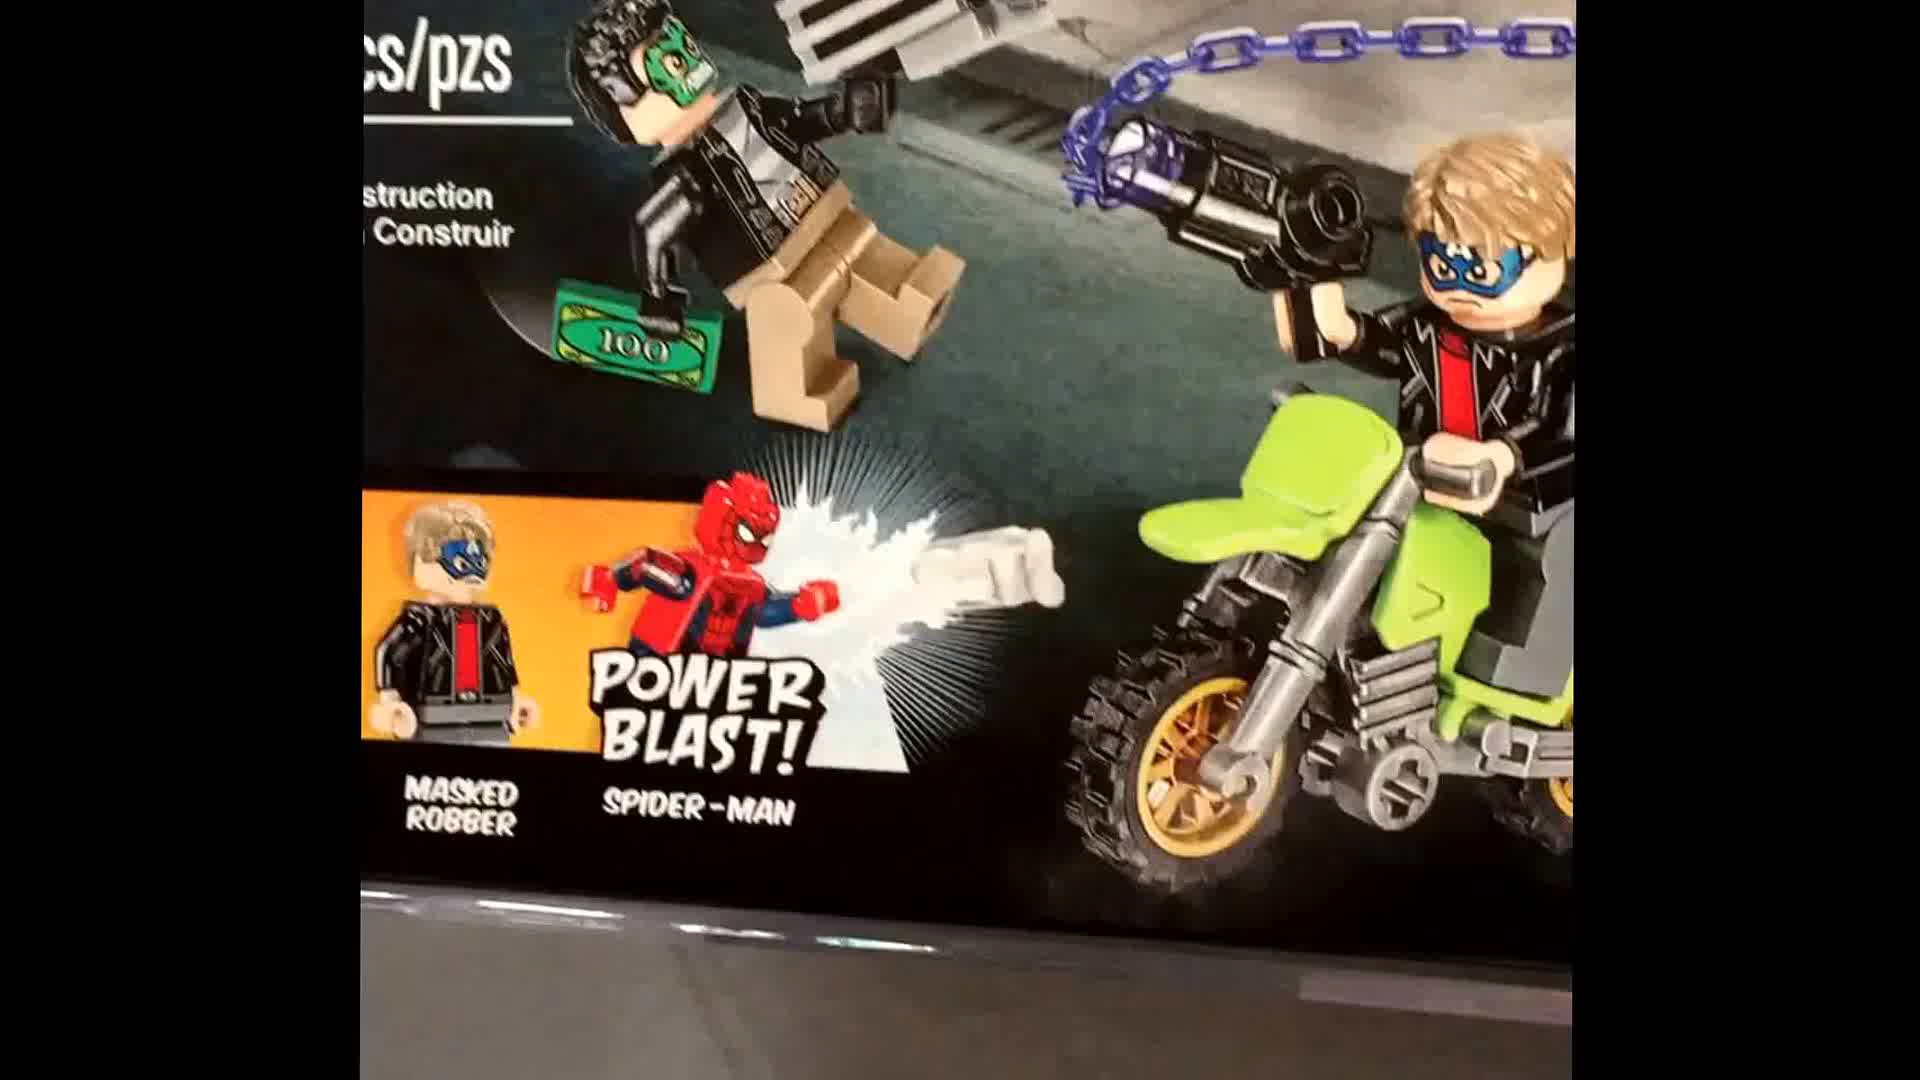 cs/pzs
struction
Construir
100
POWER
BLAST!
MASKED
ROBBER
SPIDER-MAN